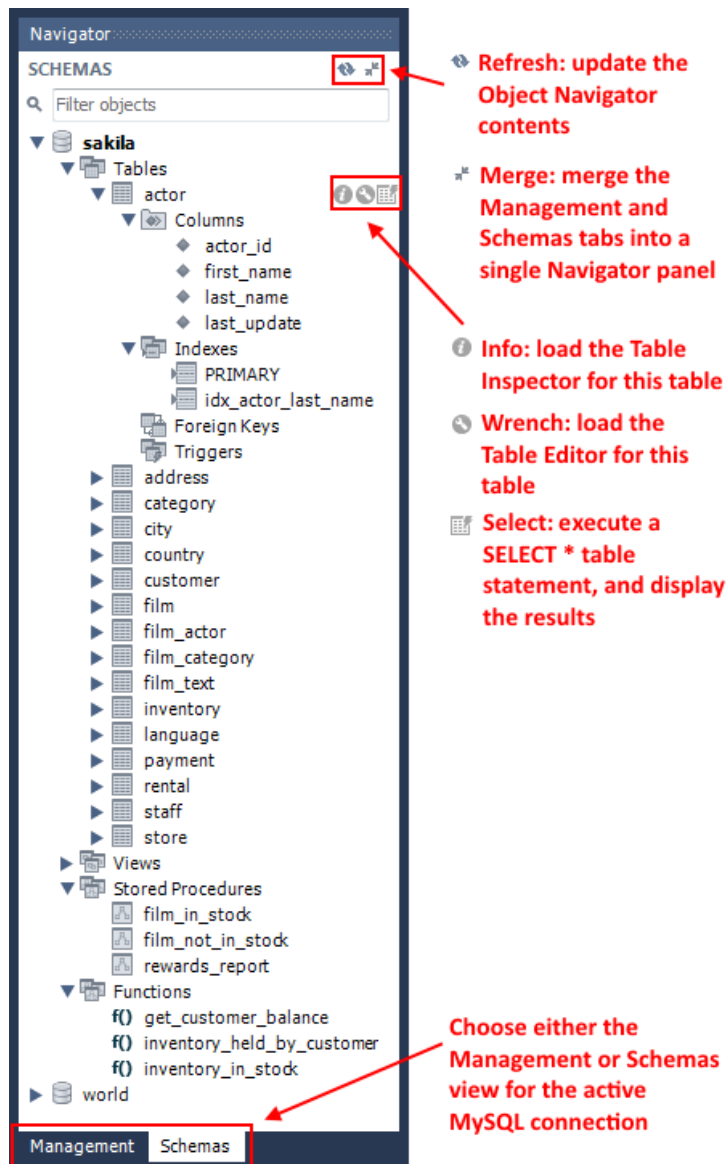 Navigator
SCHEMAS
Filter objects
sakila
Tables
actor
Columns
actor_id
first_name
last_name
last_update
Indexes
PRIMARY
idx_actor_last_name
Foreign Keys
Triggers
address
category
city
country
customer
film
film_actor
film_category
film_text
inventory
language
payment
rental
staff
store
Views
Stored Procedures
film_in_stock
film_not_in_stock
rewards_report
Functions
f() get_customer_balance
f() inventory_held_by_customer
f() inventory_in_stock
world
Management Schemas
Refresh: update the
Object Navigator
contents
Merge: merge the
Management and
Schemas tabs into a
single Navigator panel
Info: load the Table
Inspector for this table
Wrench: load the
Table Editor for this
table
Select: execute a
SELECT * table
statement, and display
the results
Choose either the
Management or Schemas
view for the active
MySQL connection